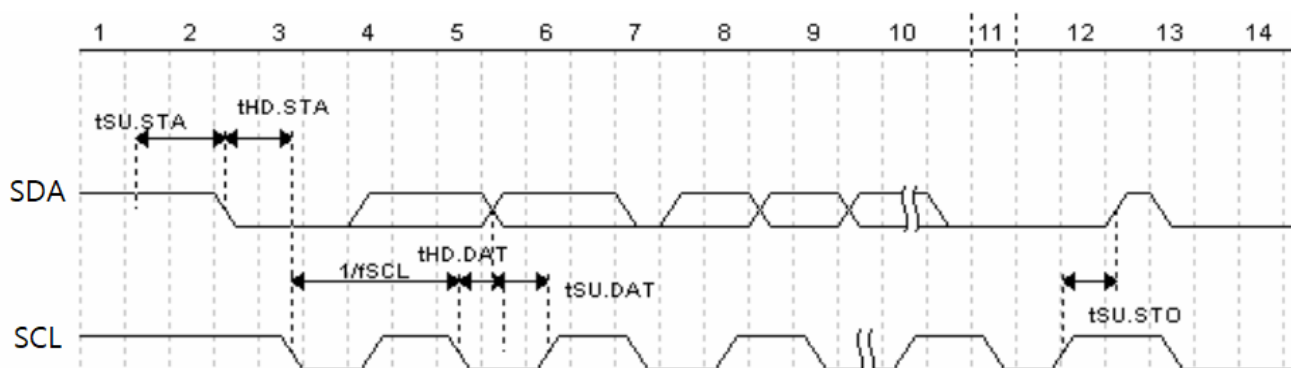 1 2 3 4 5 6 7 8 9 10 11 12 13 14
tHD.STA
tSU.STA
SDA
tHD.DAT
1/fSCL
tSU.DAT
tSU.STO
SCL